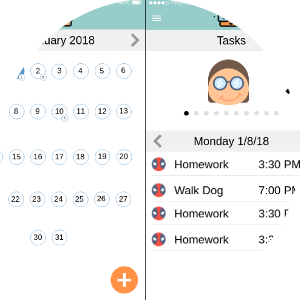 uary 2018
2 3 4 5 6
8 9 10 11 12 13
15 16 17 18 19 20
22 23 24 25 26 27
30 31
Tasks
Monday 1/8/18
Homework 3:30 PM
Walk Dog 7:00 PM
Homework 3:30
Homework